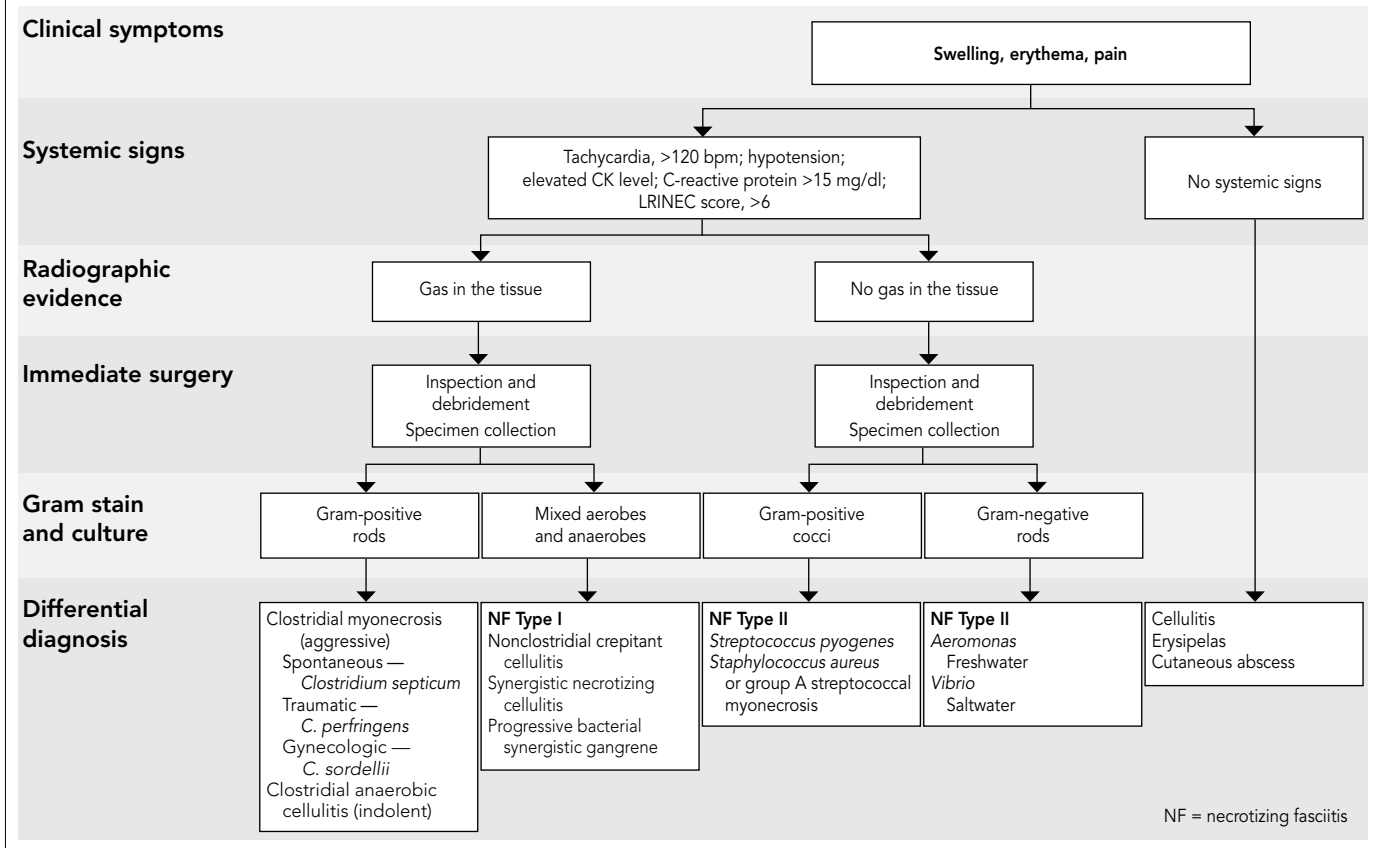 Clinical symptoms
Swelling, erythema, pain
Systemic signs
Tachycardia, >120 bpm; hypotension;
elevated CK level; C-reactive protein >15 mg/dl;
LRINEC score, >6
No systemic signs
Radiographic
evidence
Gas in the tissue
No gas in the tissue
Immediate surgery
Inspection and
debridement
Specimen collection
Inspection and
debridement
Specimen collection
Gram stain
and culture
Gram-positive
rods
Mixed aerobes
and anaerobes
Gram-positive
cocci
Gram-negative
rods
Differential
diagnosis
Clostridial myonecrosis
(aggressive)
Spontaneous —
Clostridium septicum
Traumatic —
C. perfringens
Gynecologic —
C. sordellii
Clostridial anaerobic
cellulitis (indolent)
NF Type I
Nonclostridial crepitant
cellulitis
Synergistic necrotizing
cellulitis
Progressive bacterial
synergistic gangrene
NF Type II
Streptococcus pyogenes
Staphylococcus aureus
or group A streptococcal
myonecrosis
NF Type II
Aeromonas
Freshwater
Vibrio
Saltwater
Cellulitis
Erysipelas
Cutaneous abscess
NF = necrotizing fasciitis